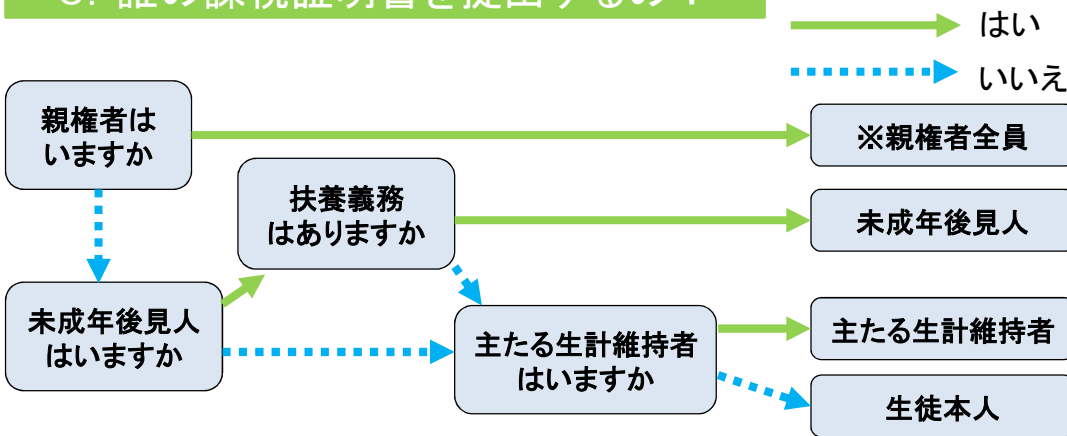 はい
いいえ
親権者は
いますか
※親権者全員
扶養義務
はありますか
未成年後見人
未成年後見人
はいますか
主たる生計維持者
はいますか
主たる生計維持者
生徒本人